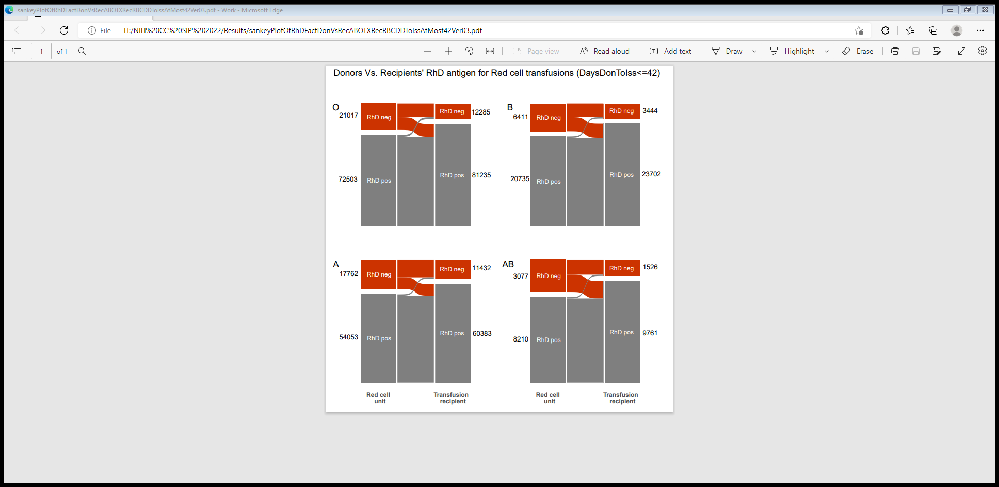 sankeyPlotOfRhDFactDonVsRecABOTXRecRBCDDToIssAtMost42Ver03.pdf - Work - Microsoft Edge
File H:/NIH%20CC%20SIP%202022/Results/sankeyPlotOfRhDFactDonVsRecABOTXRecRBCDDToIssAtMost42Ver03.pdf
1 of 1 Page view Read aloud Add text Draw Highlight Erase
Donors Vs. Recipients' RhD antigen for Red cell transfusions (DaysDonToIss<=42)
O
21017 RhD neg RhD neg 12285
72503 RhD pos RhD pos 81235
B
6411 RhD neg RhD neg 3444
20735 RhD pos RhD pos 23702
A
17762 RhD neg RhD neg 11432
54053 RhD pos RhD pos 60383
AB
3077 RhD neg RhD neg 1526
8210 RhD pos RhD pos 9761
Red cell Transfusion Red cell Transfusion
unit recipient unit recipient